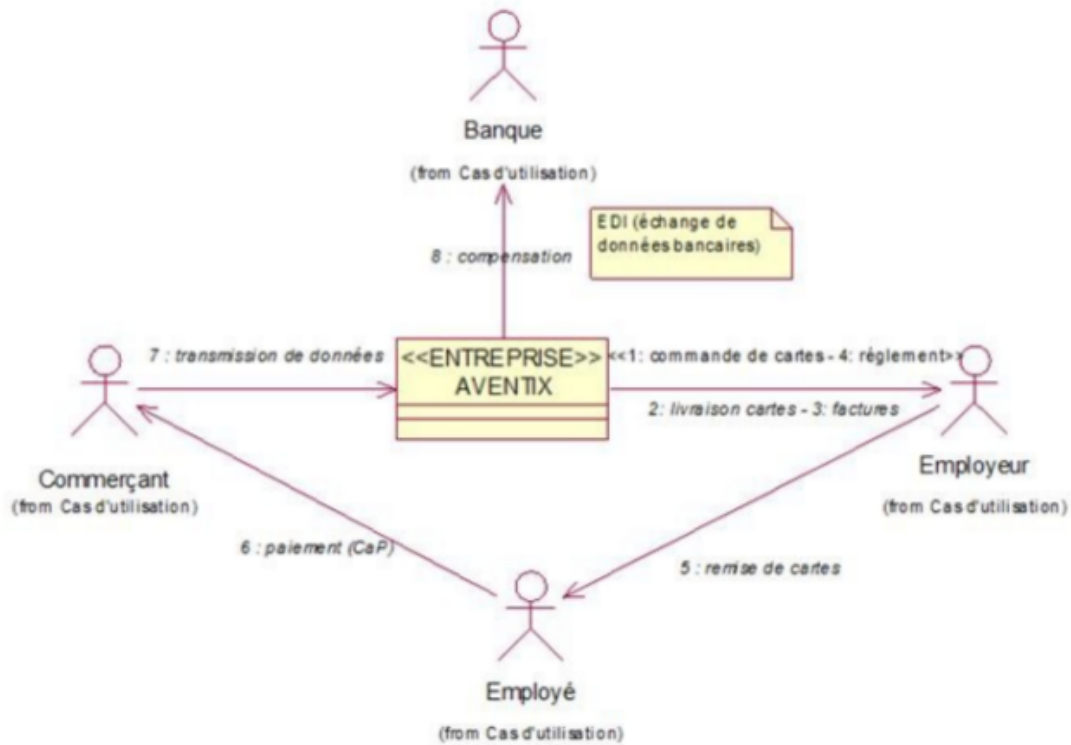 Banque
(from Cas d'utilisation)
EDI (échange de
données bancaires)
8 : compensation
7 : transmission de données
<<ENTREPRISE>>
AVENTIX
<<1: commande de cartes - 4: réglement>>
2: livraison cartes - 3: factures
Commerçant
(from Cas d'utilisation)
Employeur
(from Cas d'utilisation)
6 : paiement (CaP)
5 : remise de cartes
Employé
(from Cas d'utilisation)